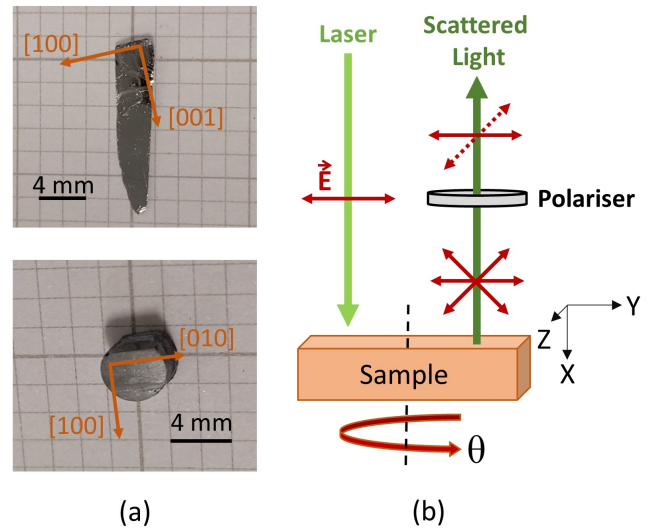 [100]
[001]
4 mm
[010]
[100]
4 mm
(a)
Laser
Scattered
Light
E
Polariser
Sample
Y
Z
X
θ
(b)